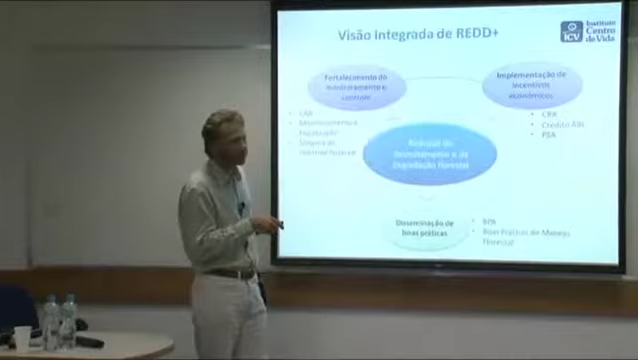 Visão integrada de REDD+
ICV
Instituto
Centro
de Vida
Fortalecimento do
monitoramento e
controle
Implementação de
incentivos
econômicos
CAR
Monitoramento e
CRA
Crédito ABC
PSA
Redução do
desmatamento e da
degradação florestal
Disseminação de
boas práticas
BPA
Boas Práticas de Manejo
Florestal